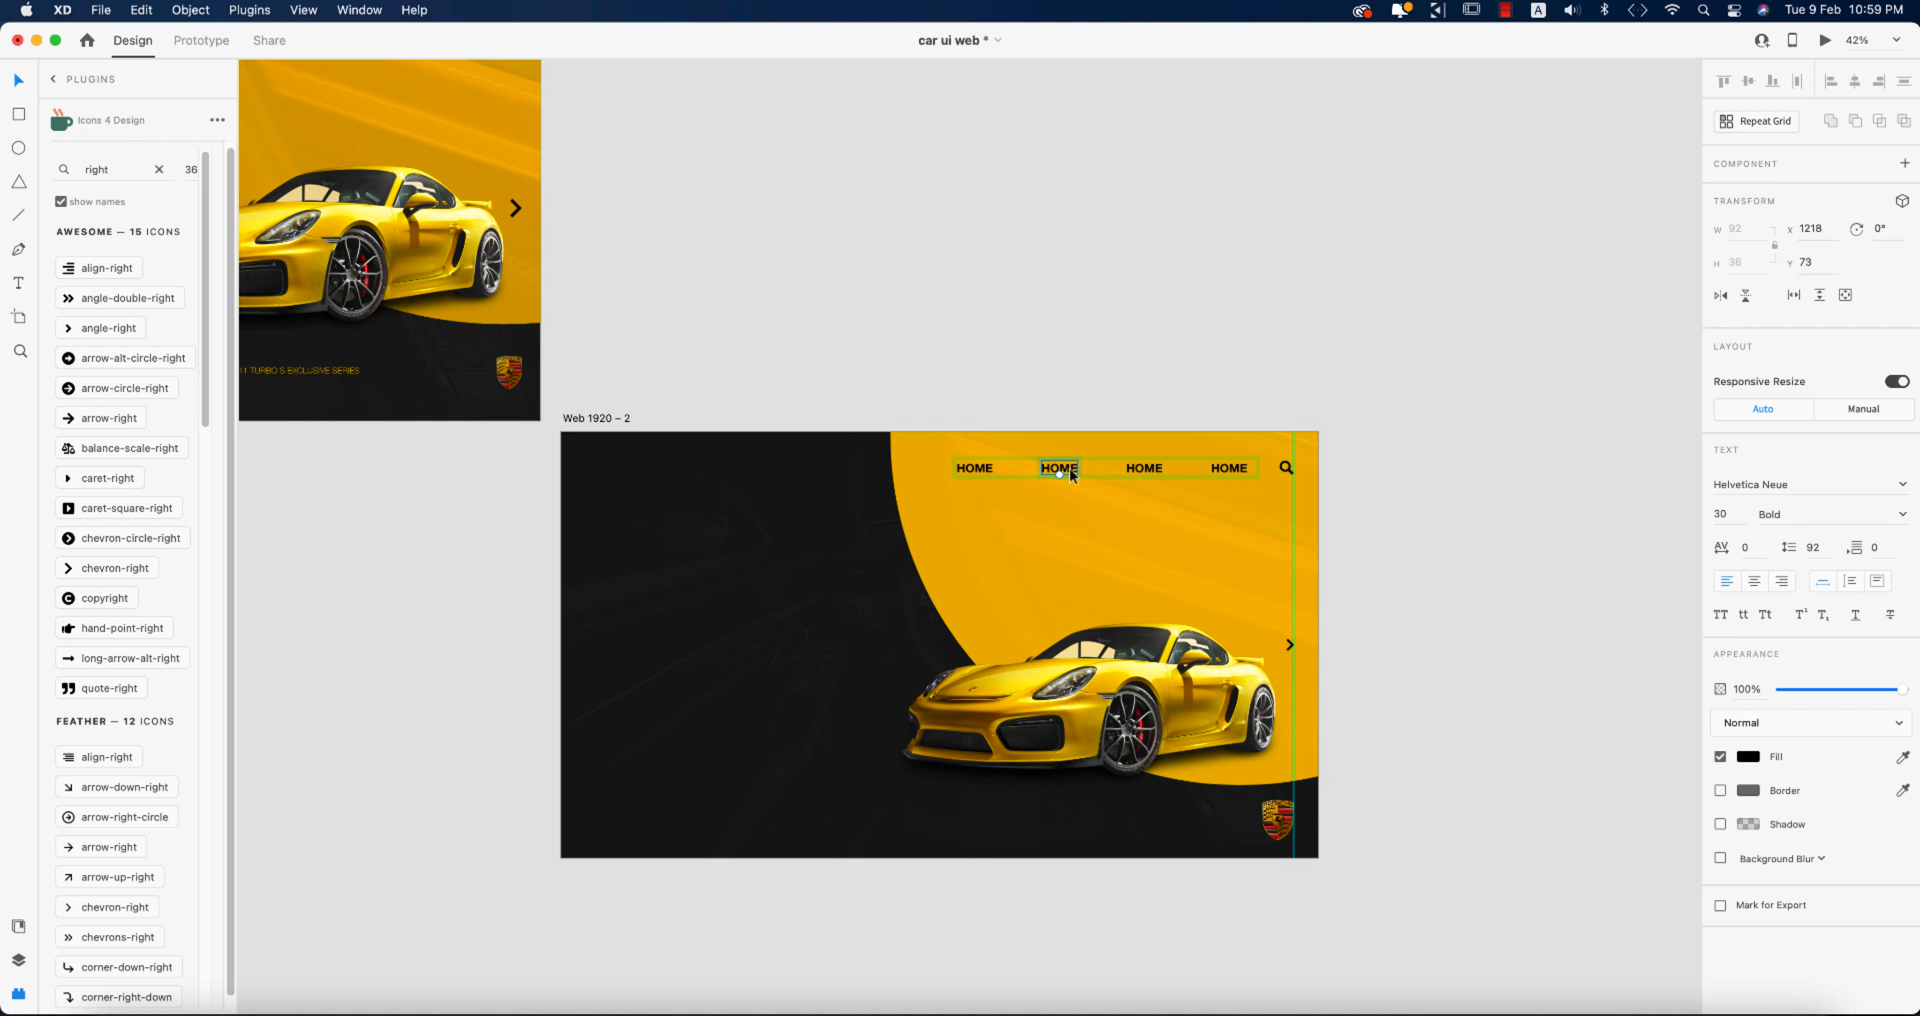 XD File Edit Object Plugins View Window Help
A Tue 9 Feb 10:59 PM
Design Prototype Share
car ui web *
42%
PLUGINS
Icons 4 Design
right 36
show names
AWESOME — 15 ICONS
align-right
angle-double-right
angle-right
arrow-alt-circle-right
arrow-circle-right
arrow-right
balance-scale-right
caret-right
caret-square-right
chevron-circle-right
chevron-right
copyright
hand-point-right
long-arrow-alt-right
quote-right
FEATHER — 12 ICONS
align-right
arrow-down-right
arrow-right-circle
arrow-right
arrow-up-right
chevron-right
chevrons-right
corner-down-right
corner-right-down
11 TURBO S EXCLUSIVE SERIES
Web 1920 – 2
HOME HOME HOME HOME
Repeat Grid
COMPONENT
TRANSFORM
W 92 X 1218 0°
H 36 Y 73
LAYOUT
Responsive Resize
Auto Manual
TEXT
Helvetica Neue
30 Bold
AV 0 92 0
TT tt Tt T¹ T₁ T T
APPEARANCE
100%
Normal
Fill
Border
Shadow
Background Blur
Mark for Export